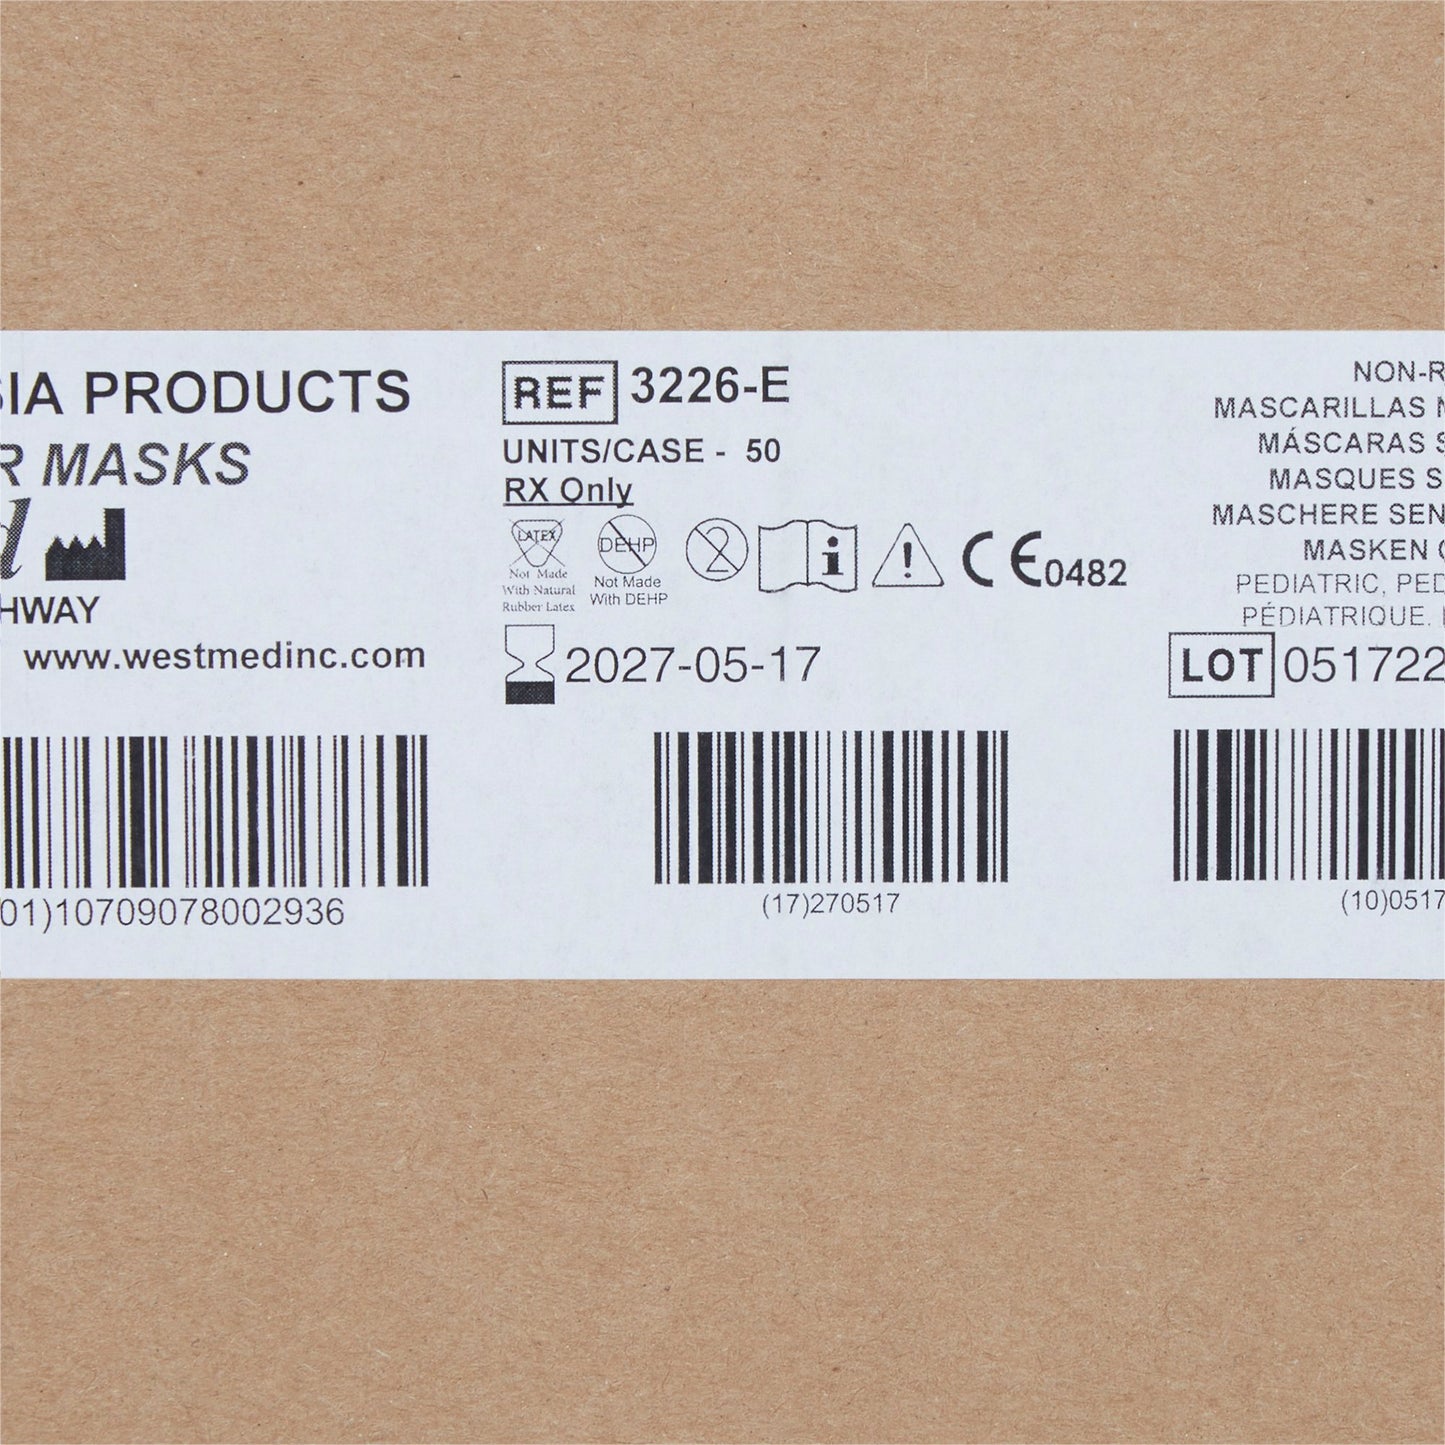 SIA PRODUCTS
R MASKS
d
HWAY
www.westmedinc.com
01)10709078002936
REF 3226-E
UNITS/CASE - 50
RX Only
LATEX
Not Made
With Natural
Rubber Latex
DEHP
Not Made
With DEHP
2
i
!
CE0482
2027-05-17
(17)270517
NON-R
MASCARILLAS N
MÁSCARAS S
MASQUES S
MASCHERE SEN
MASKEN
PEDIATRIC, PED
PÉDIATRIQUE.
LOT 051722
(10)0517